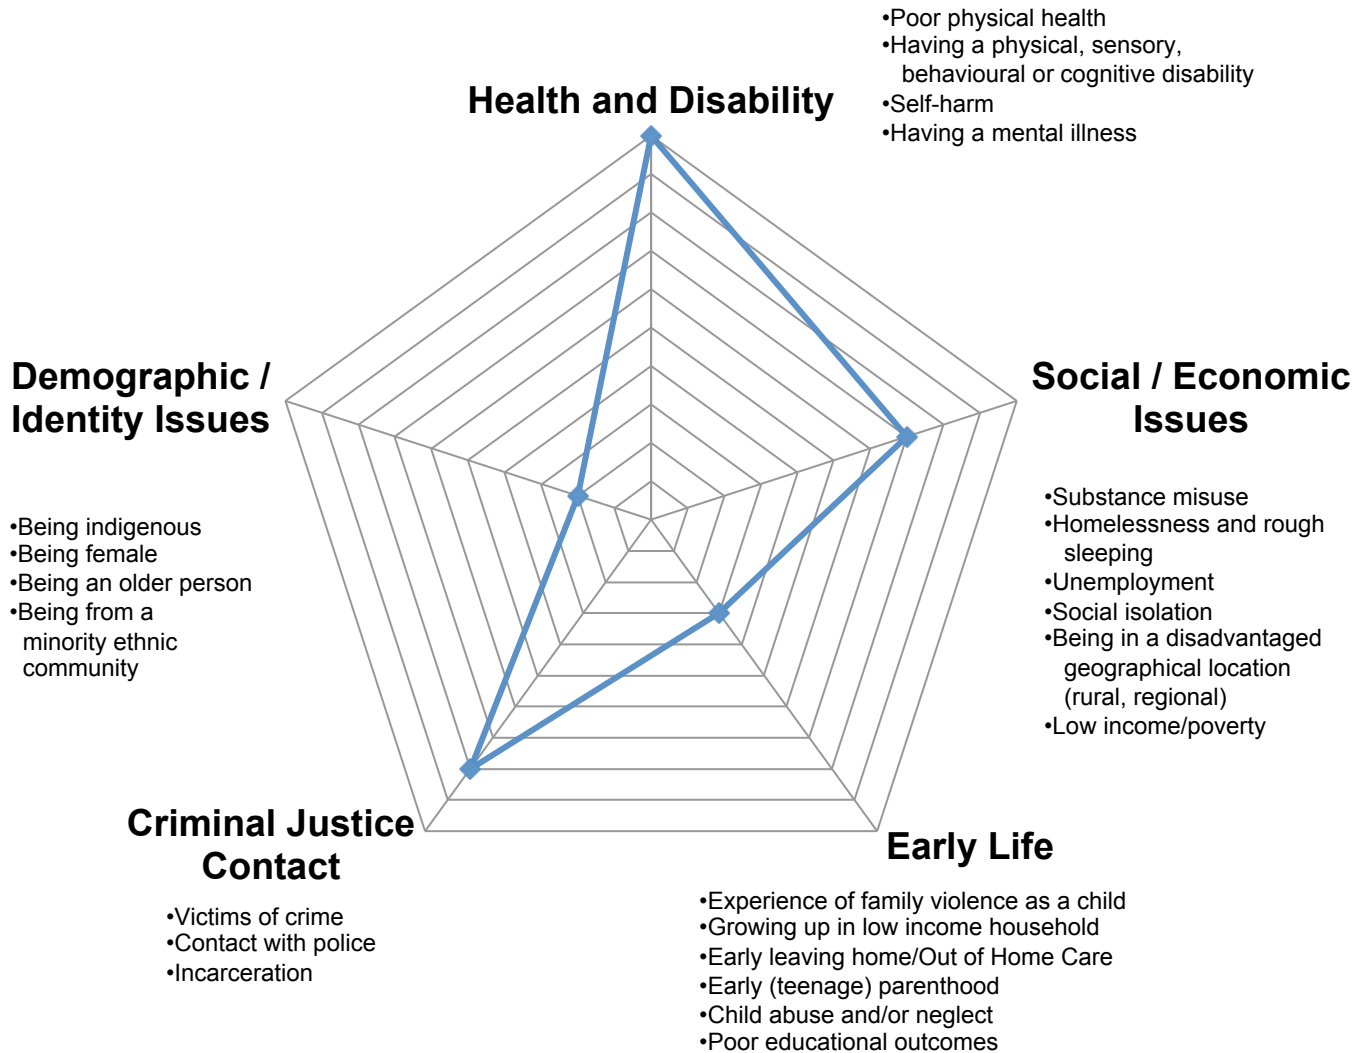 Health and Disability
•Poor physical health
•Having a physical, sensory,
behavioural or cognitive disability
•Self-harm
•Having a mental illness
Social / Economic
Issues
•Substance misuse
•Homelessness and rough
sleeping
•Unemployment
•Social isolation
•Being in a disadvantaged
geographical location
(rural, regional)
•Low income/poverty
Early Life
•Experience of family violence as a child
•Growing up in low income household
•Early leaving home/Out of Home Care
•Early (teenage) parenthood
•Child abuse and/or neglect
•Poor educational outcomes
Criminal Justice
Contact
•Victims of crime
•Contact with police
•Incarceration
Demographic /
Identity Issues
•Being indigenous
•Being female
•Being an older person
•Being from a
minority ethnic
community